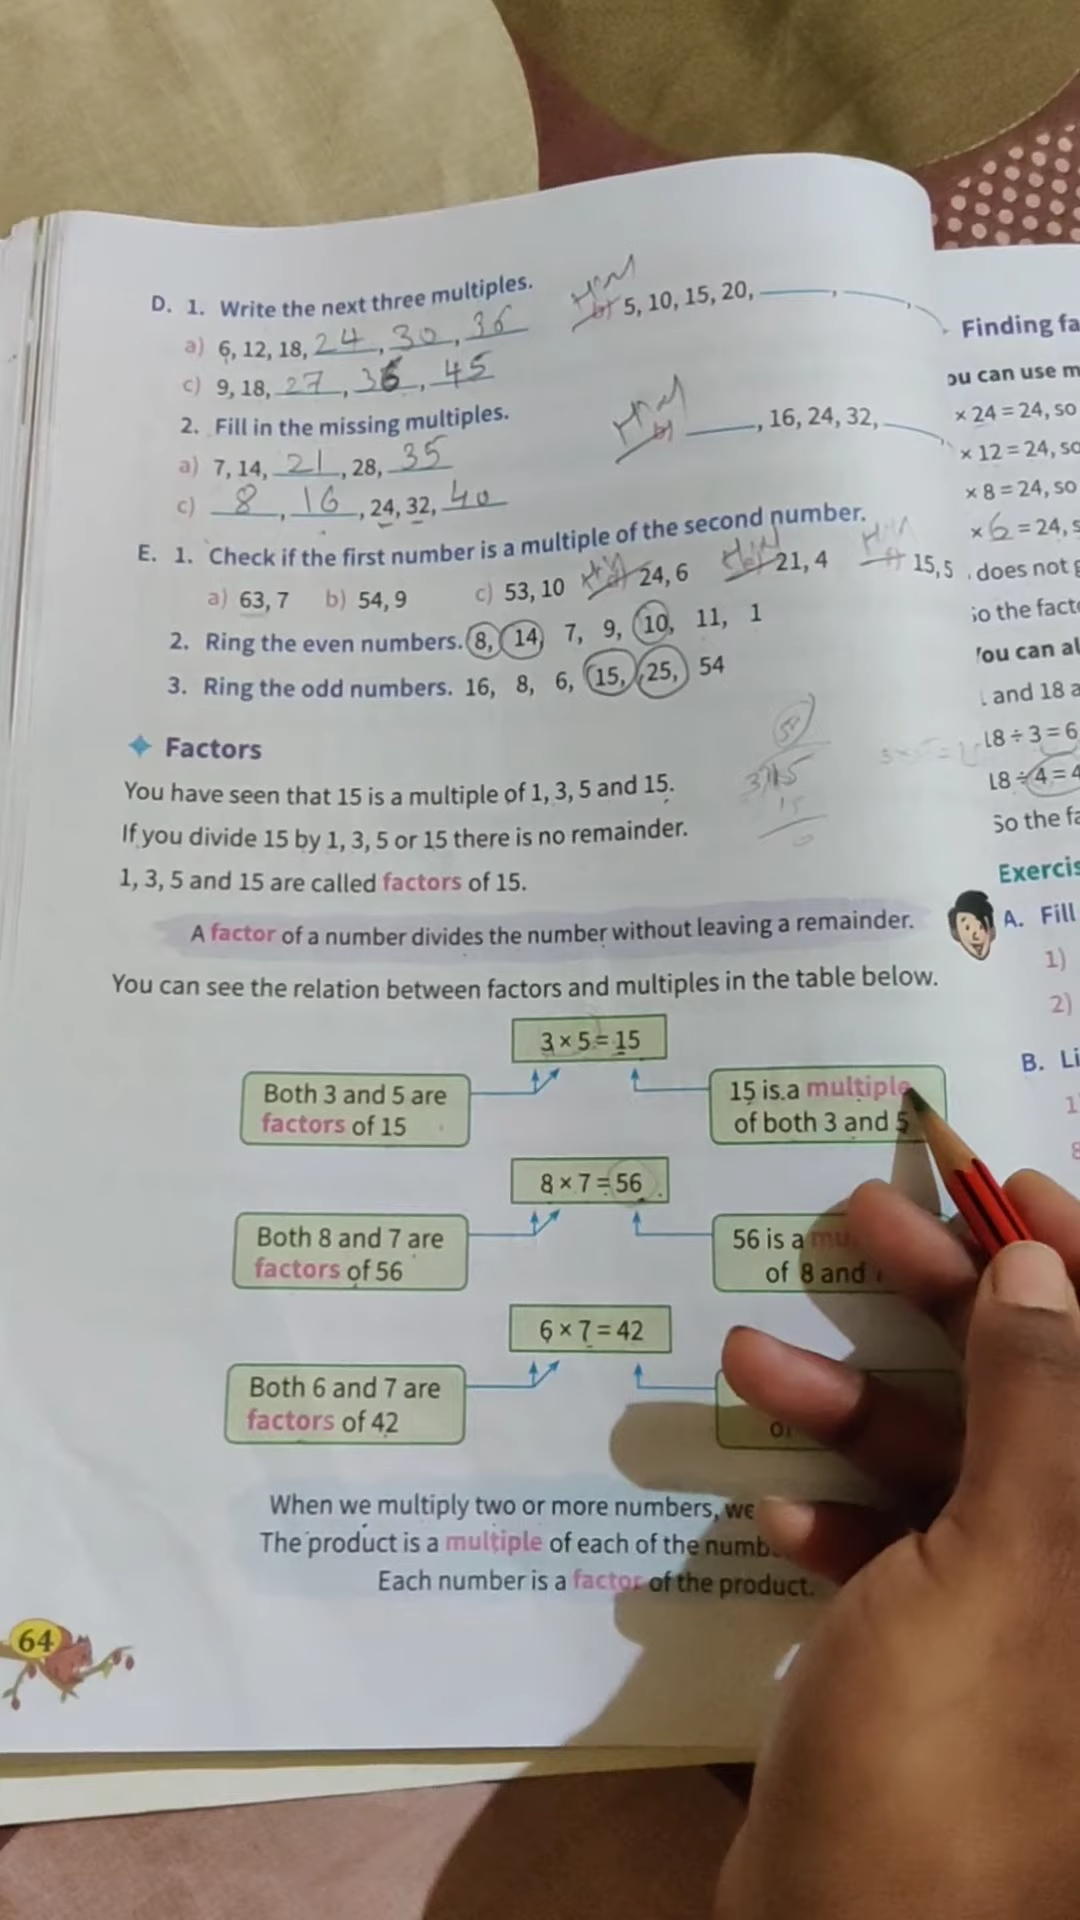 D. 1. Write the next three multiples.
a) 6, 12, 18, 24, 30, 36
b) 5, 10, 15, 20,
c) 9, 18, 27, 36, 45
2. Fill in the missing multiples.
a) 7, 14, 21, 28, 35
b) , 16, 24, 32,
c) 8, 16, 24, 32, 40
E. 1. Check if the first number is a multiple of the second number.
a) 63, 7 b) 54, 9 c) 53, 10 24, 6 21, 4 15, 5
2. Ring the even numbers. 8, 14, 7, 9, 10, 11, 1
3. Ring the odd numbers. 16, 8, 6, 15, 25, 54
Factors
You have seen that 15 is a multiple of 1, 3, 5 and 15.
If you divide 15 by 1, 3, 5 or 15 there is no remainder.
1, 3, 5 and 15 are called factors of 15.
A factor of a number divides the number without leaving a remainder.
You can see the relation between factors and multiples in the table below.
3 × 5 = 15
Both 3 and 5 are
factors of 15
15 is a multiple
of both 3 and 5
8 × 7 = 56
Both 8 and 7 are
factors of 56
56 is a
of 8 and
6 × 7 = 42
Both 6 and 7 are
factors of 42
When we multiply two or more numbers, we
The product is a multiple of each of the
Each number is a factor of the product.
64
Finding
can use
× 24 = 24, so
× 12 = 24, so
× 8 = 24, so
× 6 = 24,
does not
the
and 18
18 ÷ 3 = 6
18 ÷ 4 = 4
So the
A. Fill
1)
2)
B.